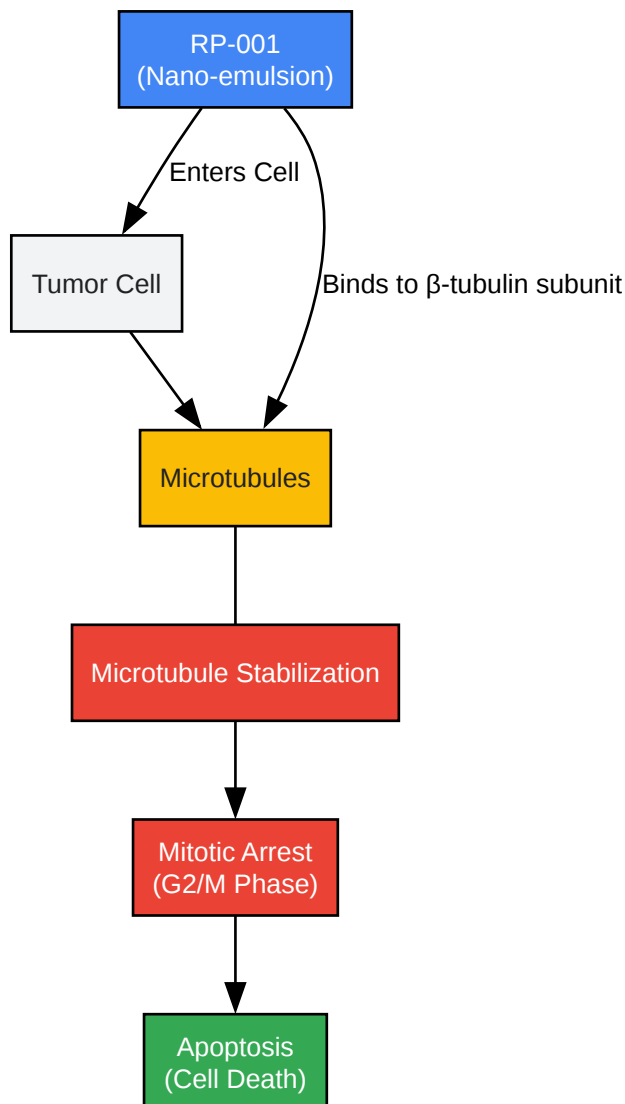 RP-001
(Nano-emulsion)
Enters Cell
Tumor Cell
Binds to β-tubulin subunit
Microtubules
Microtubule Stabilization
Mitotic Arrest
(G2/M Phase)
Apoptosis
(Cell Death)